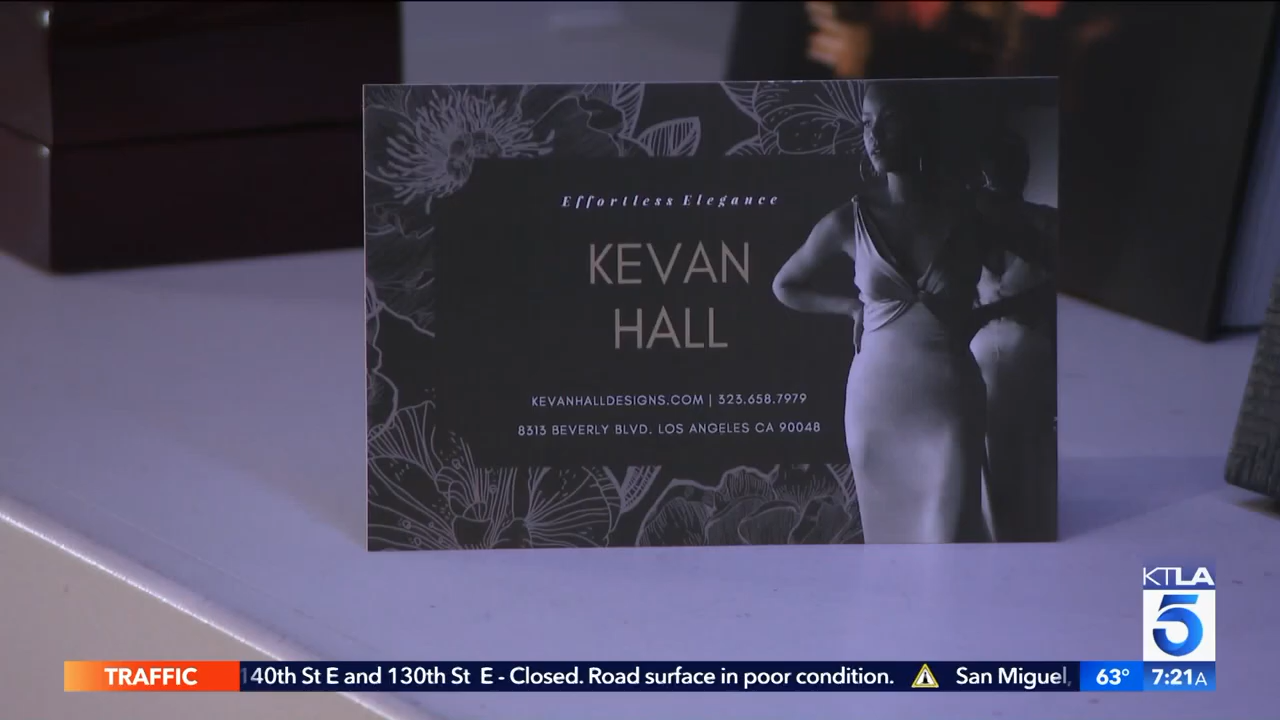 Effortless Elegance
KEVAN
HALL
KEVANHALLDESIGNS.COM | 323.658.7979
8313 BEVERLY BLVD. LOS ANGELES CA 90048
KTLA
5
TRAFFIC 140th St E and 130th St E - Closed. Road surface in poor condition. San Miguel, 63° 7:21A